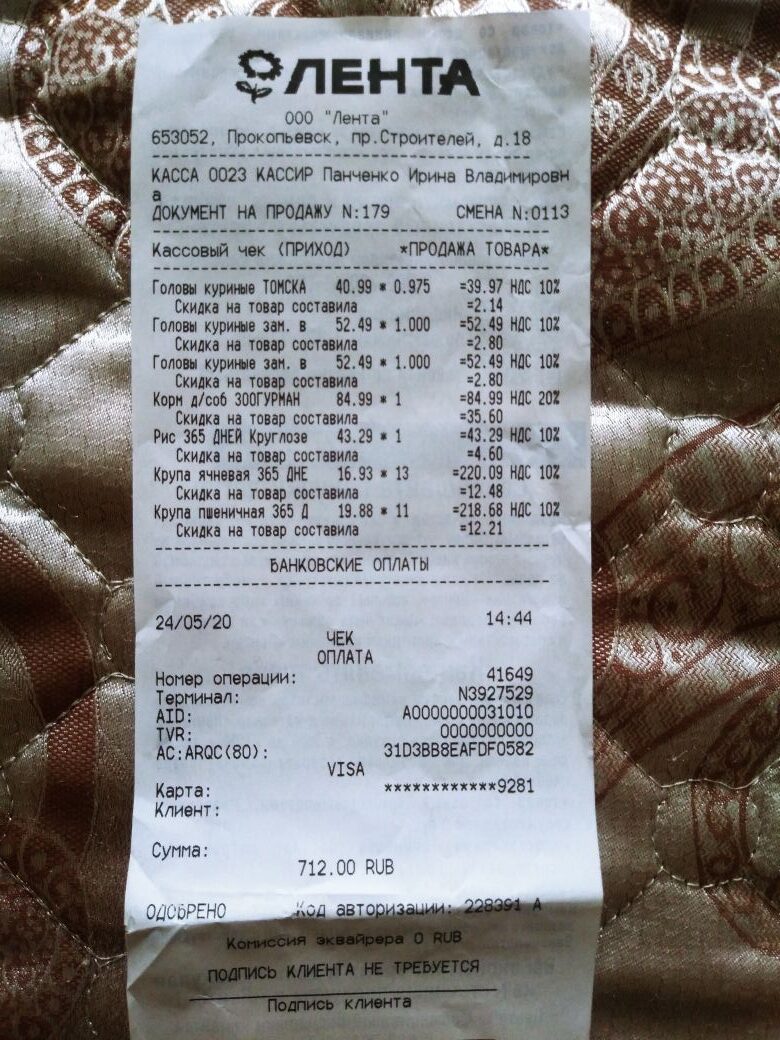 ЛЕНТА
ООО "Лента"
653052, Прокопьевск, пр.Строителей, д.18
КАССА 0023 КАССИР Панченко Ирина Владимировн
а
ДОКУМЕНТ НА ПРОДАЖУ N:179 СМЕНА N:0113
Кассовый чек (ПРИХОД) *ПРОДАЖА ТОВАРА*
Головы куриные ТОМСКА 40.99 * 0.975 =39.97 НДС 10%
Скидка на товар составила =2.14
Головы куриные зам. в 52.49 * 1.000 =52.49 НДС 10%
Скидка на товар составила =2.80
Головы куриные зам. в 52.49 * 1.000 =52.49 НДС 10%
Скидка на товар составила =2.80
Корм д/соб ЗООГУРМАН 84.99 * 1 =84.99 НДС 20%
Скидка на товар составила =35.60
Рис 365 ДНЕЙ Круглозе 43.29 * 1 =43.29 НДС 10%
Скидка на товар составила =4.60
Крупа ячневая 365 ДНЕ 16.93 * 13 =220.09 НДС 10%
Скидка на товар составила =12.48
Крупа пшеничная 365 Д 19.88 * 11 =218.68 НДС 10%
Скидка на товар составила =12.21
БАНКОВСКИЕ ОПЛАТЫ
24/05/20 14:44
ЧЕК
ОПЛАТА
Номер операции: 41649
Терминал: N3927529
AID: A0000000031010
TVR: 0000000000
AC:ARQC(80): 31D3BB8EAFDF0582
VISA
Карта: ************9281
Клиент:
Сумма:
712.00 RUB
ОДОБРЕНО Код авторизации: 228391 A
Комиссия эквайрера 0 RUB
ПОДПИСЬ КЛИЕНТА НЕ ТРЕБУЕТСЯ
Подпись клиента